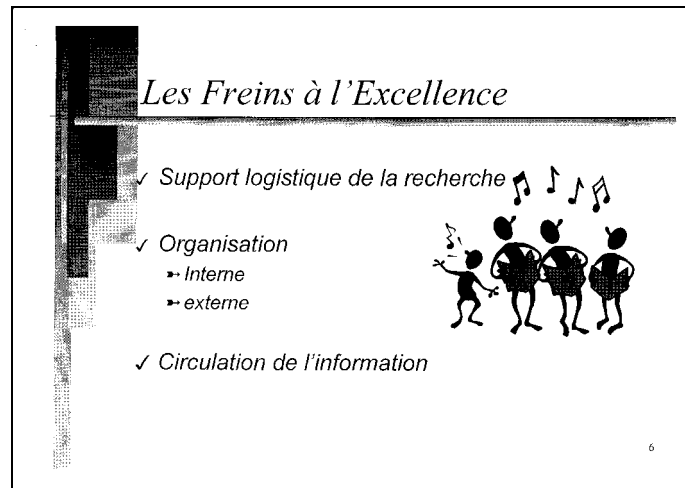 Les Freins à l'Excellence
✓ Support logistique de la recherche
✓ Organisation
➳ Interne
➳ externe
✓ Circulation de l'information
6